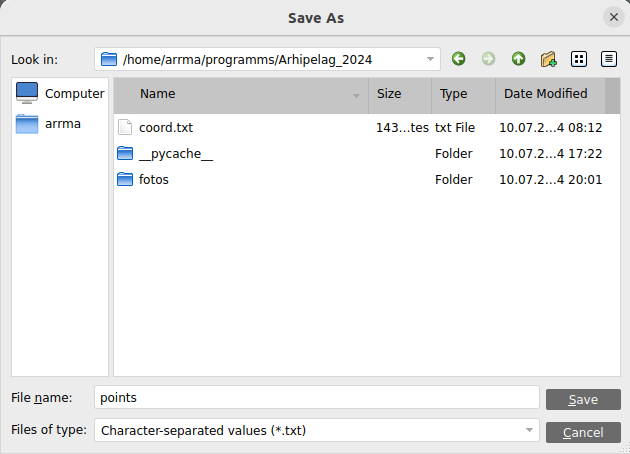 Save As
Look in: /home/arrma/programms/Arhipelag_2024
Computer
arrma
Name Size Type Date Modified
coord.txt 143...tes txt File 10.07.2...4 08:12
__pycache__ Folder 10.07.2...4 17:22
fotos Folder 10.07.2...4 20:01
File name: points Save
Files of type: Character-separated values (*.txt) Cancel